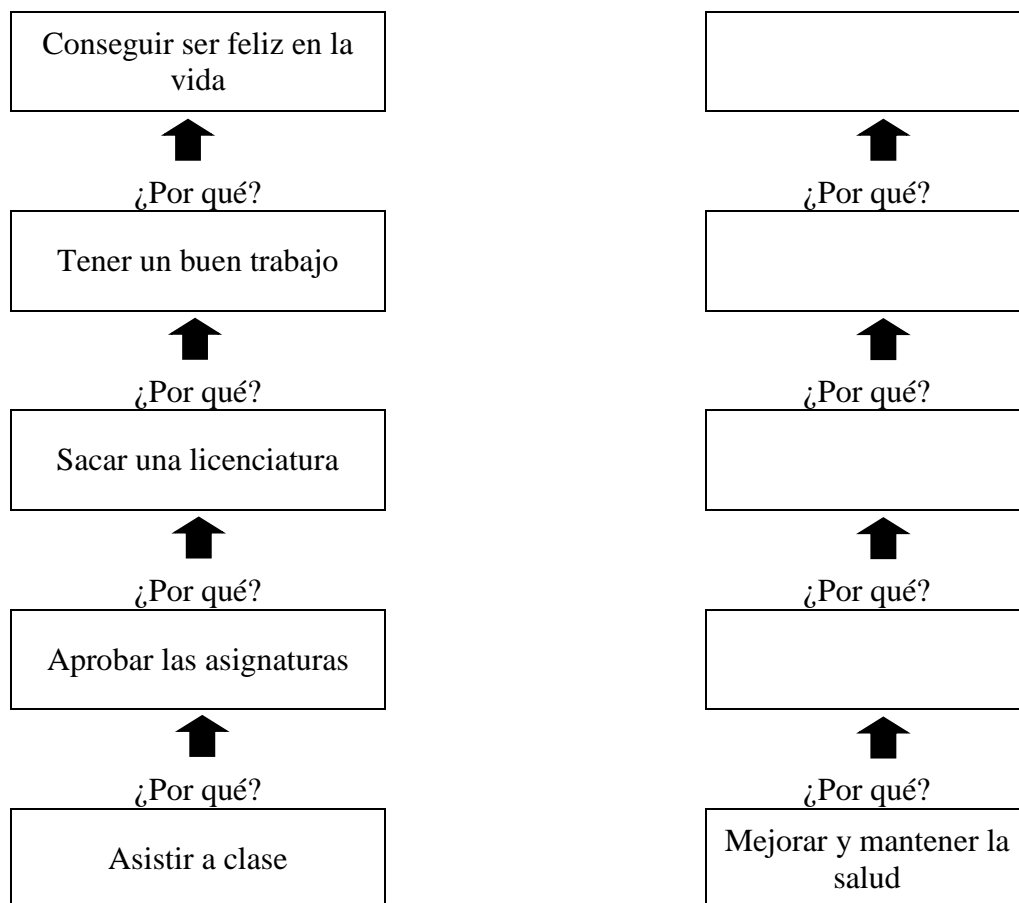 Conseguir ser feliz en la
vida
¿Por qué?
Tener un buen trabajo
¿Por qué?
Sacar una licenciatura
¿Por qué?
Aprobar las asignaturas
¿Por qué?
Asistir a clase
¿Por qué?
¿Por qué?
¿Por qué?
¿Por qué?
Mejorar y mantener la
salud